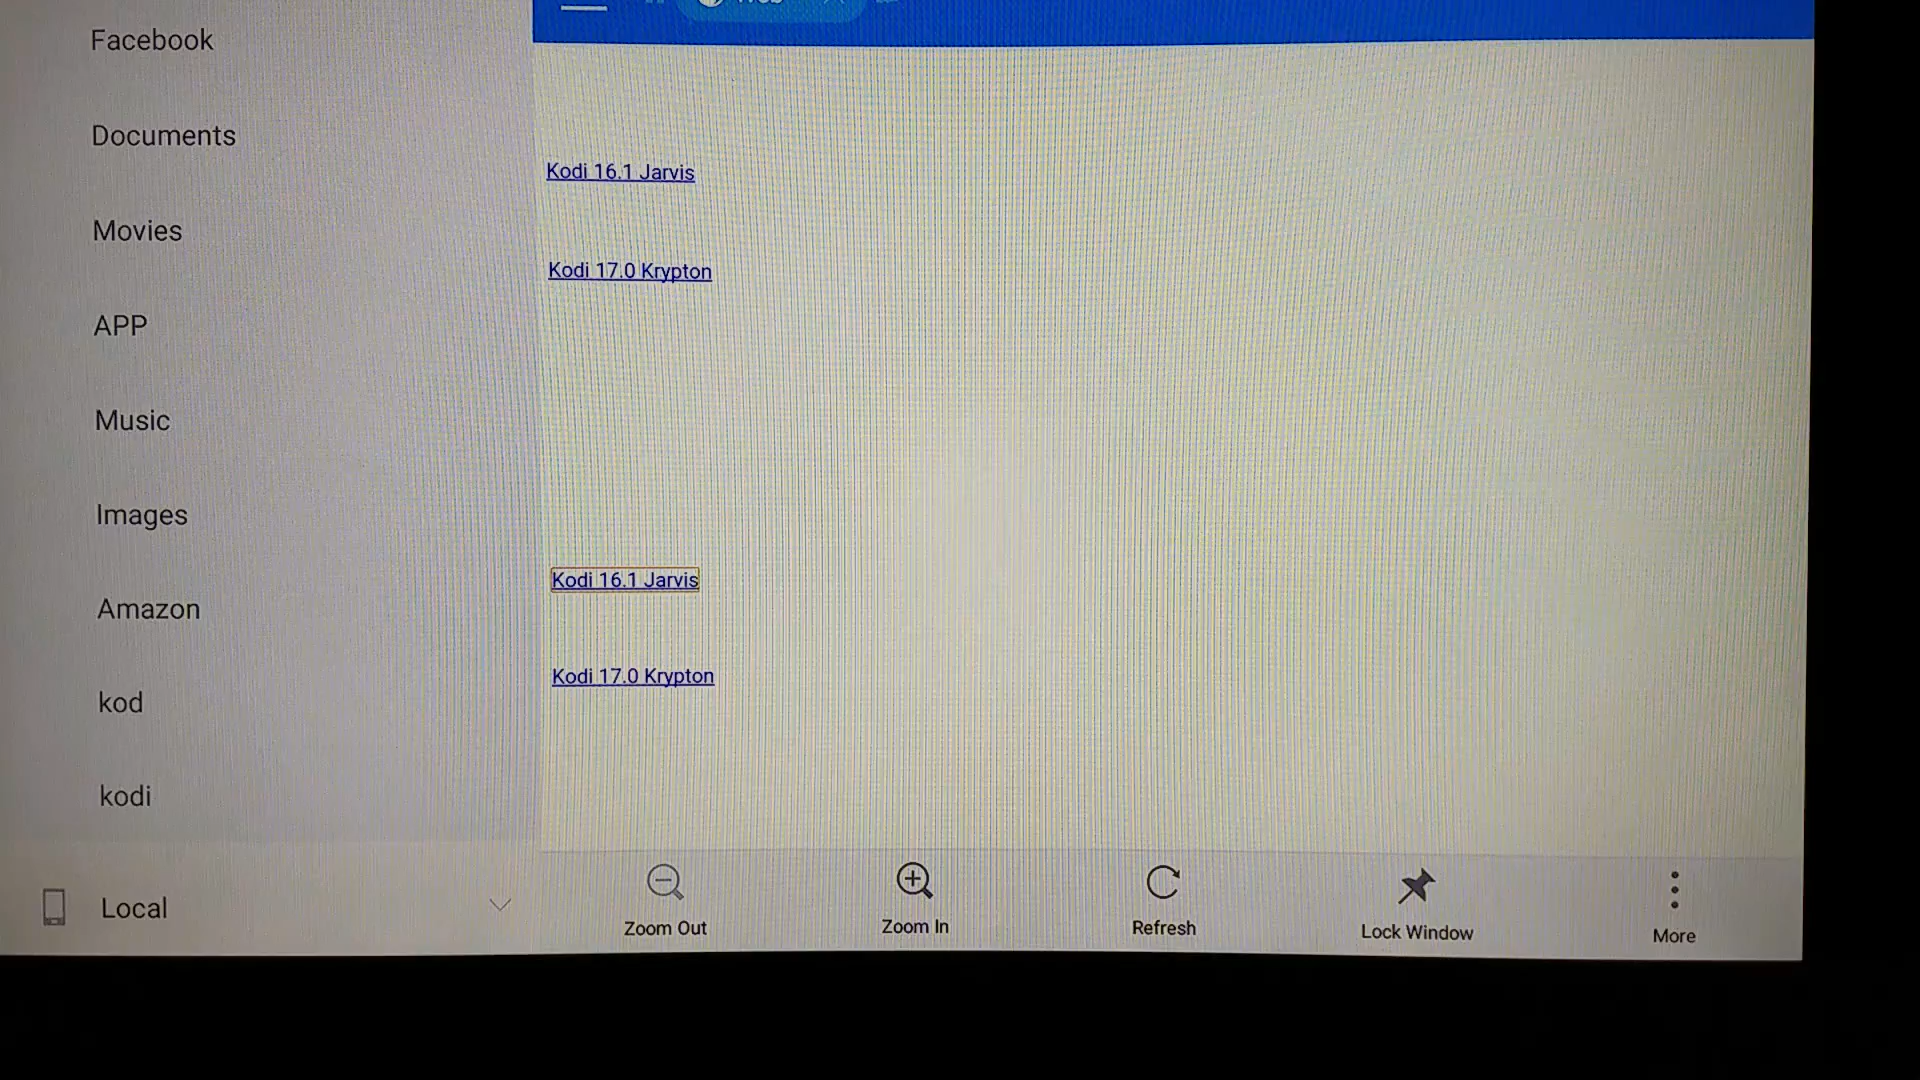 Facebook
Documents
Movies
APP
Music
Images
Amazon
kod
kodi
Local
Kodi 16.1 Jarvis
Kodi 17.0 Krypton
Kodi 16.1 Jarvis
Kodi 17.0 Krypton
Zoom Out
Zoom In
Refresh
Lock Window
More